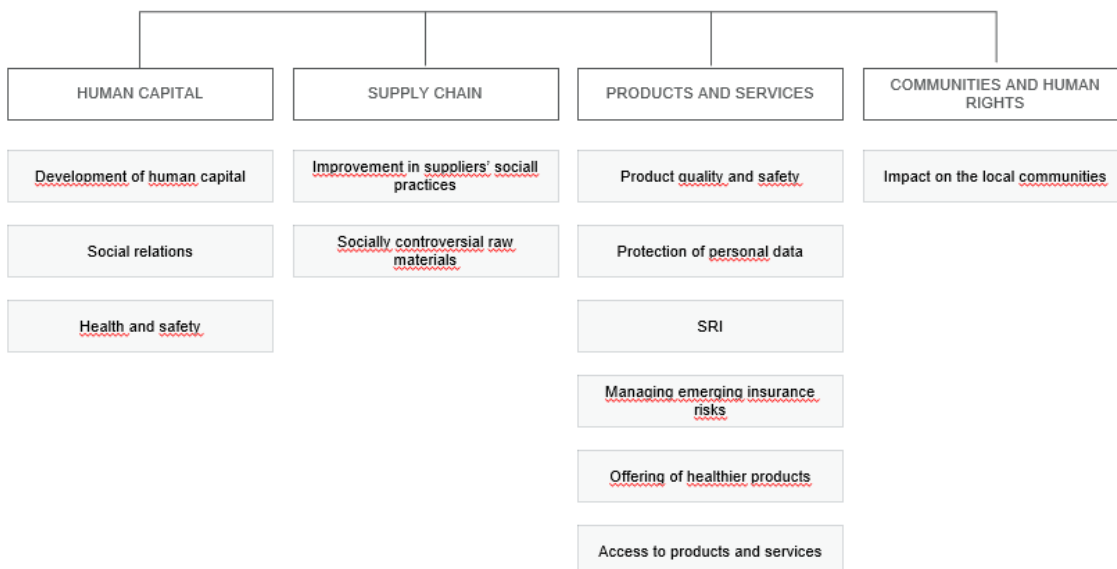 HUMAN CAPITAL
Development of human capital
Social relations
Health and safety
SUPPLY CHAIN
Improvement in suppliers' sociall
practices
Socially controversial raw
materials
PRODUCTS AND SERVICES
Product quality and safety
Protection of personal data
SRI
Managing emerging insurance
risks
Offering of healthier products
Access to products and services
COMMUNITIES AND HUMAN
RIGHTS
Impact on the local communities